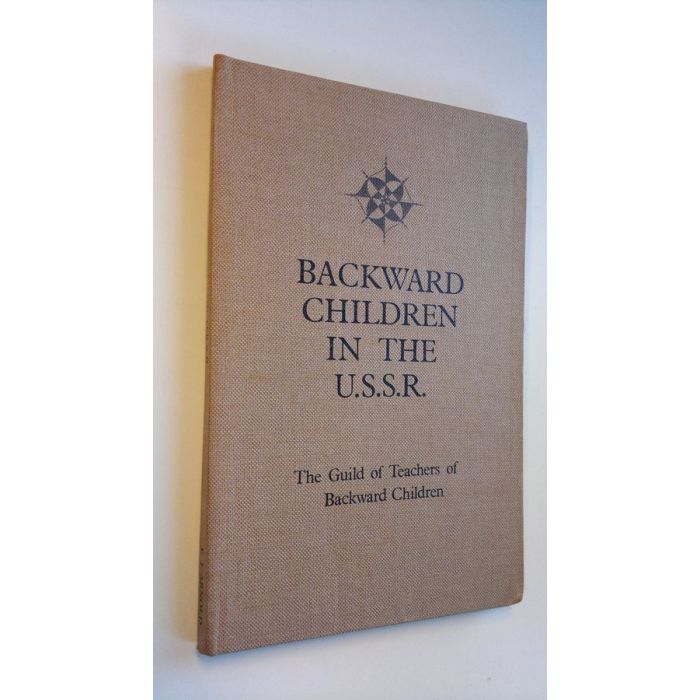 BACKWARD
CHILDREN
IN THE
U.S.S.R.
The Guild of Teachers of
Backward Children